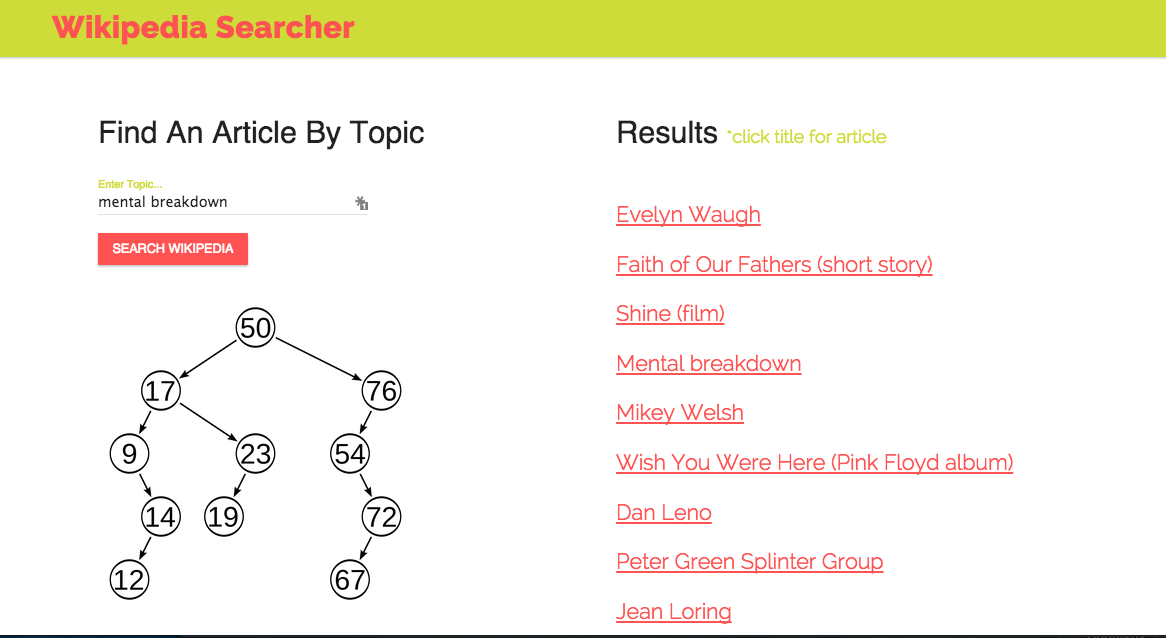 Wikipedia Searcher
Find An Article By Topic
Enter Topic...
mental breakdown
SEARCH WIKIPEDIA
50
17 76
9 23 54
14 19 72
12 67
Results *click title for article
Evelyn Waugh
Faith of Our Fathers (short story)
Shine (film)
Mental breakdown
Mikey Welsh
Wish You Were Here (Pink Floyd album)
Dan Leno
Peter Green Splinter Group
Jean Loring